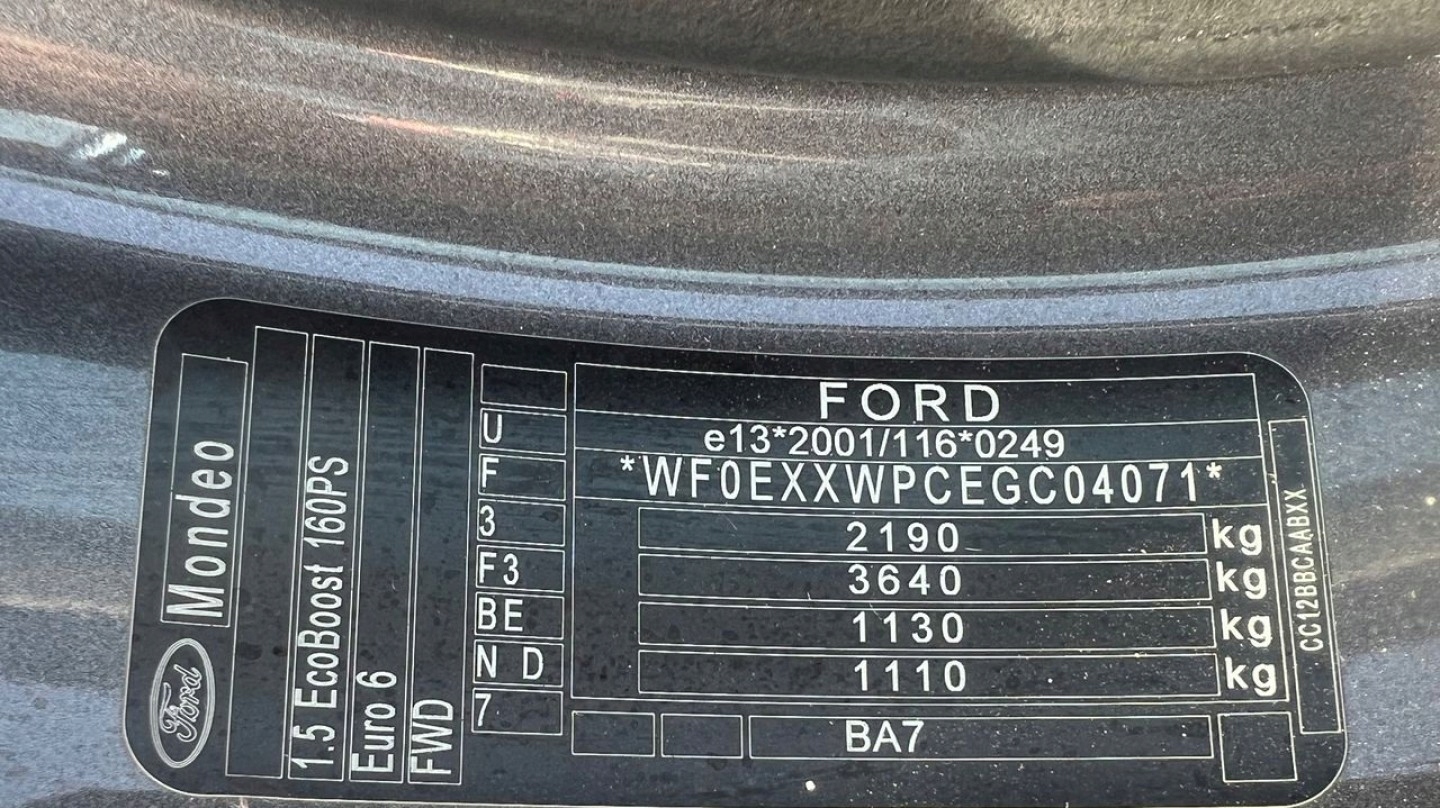 Ford
Mondeo
1.5 EcoBoost 160PS
Euro 6
FWD
U
F
3
F3
BE
N D
7
FORD
e13*2001/116*0249
*WF0EXXWPCEGC04071*
2190 kg
3640 kg
1130 kg
1110 kg
BA7
CC12BBCAABXX